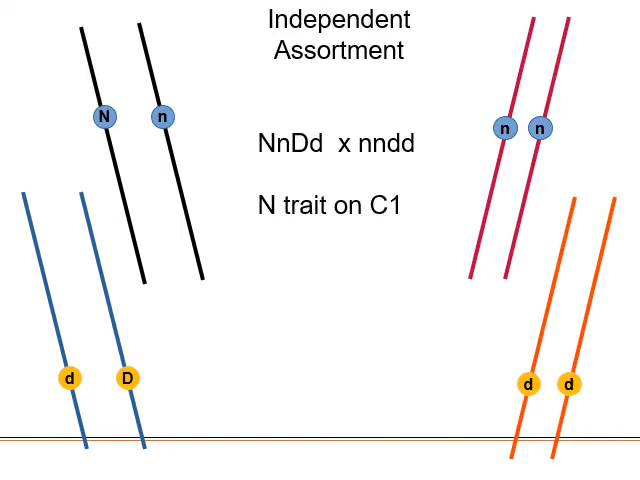 Independent
Assortment
N n n n
NnDd x nndd
N trait on C1
d D d d